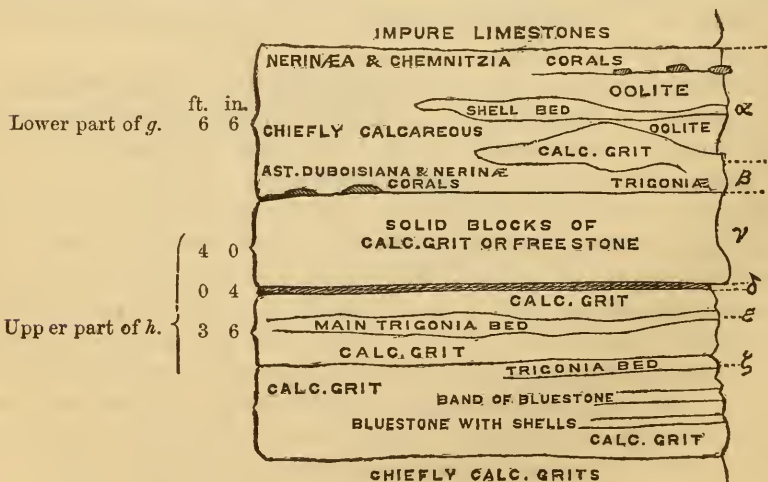 IMPURE LIMESTONES
NERINÆA & CHEMNITZIA CORALS
OOLITE
ft. in.
Lower part of g. 6 6
SHELL BED
α
CHIEFLY CALCAREOUS OOLITE
CALC. GRIT
AST. DUBOISIANA & NERINÆ
CORALS TRIGONIÆ β
SOLID BLOCKS OF
CALC. GRIT OR FREESTONE
γ
4 0
0 4 δ
CALC. GRIT
ε
Upper part of h. 3 6 MAIN TRIGONIA BED
CALC. GRIT
TRIGONIA BED ζ
CALC. GRIT
BAND OF BLUESTONE
BLUESTONE WITH SHELLS
CALC. GRIT
CHIEFLY CALC. GRITS